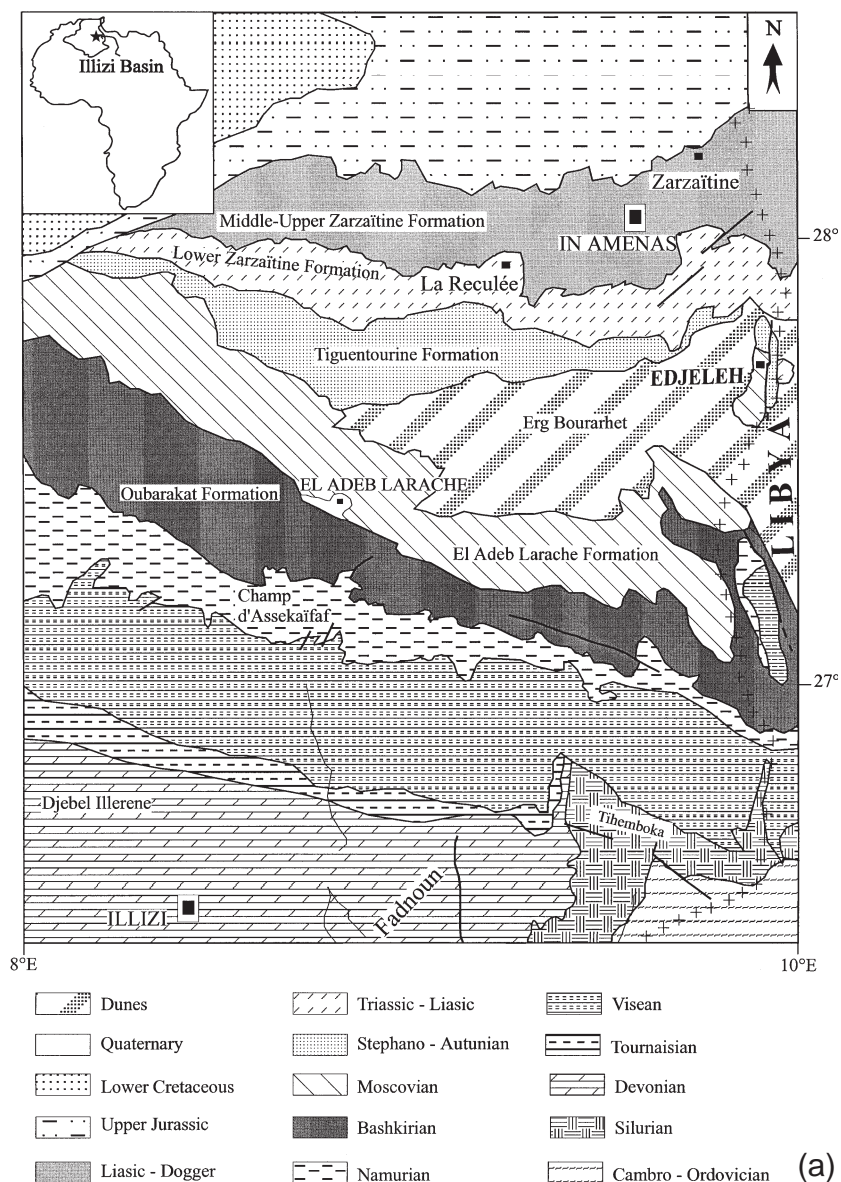 Illizi Basin
N
Zarzaïtine
Middle-Upper Zarzaïtine Formation
IN AMENAS
28°
Lower Zarzaïtine Formation
La Reculée
Tiguentourine Formation
EDJELEH
Erg Bourarhet
LIBYA
EL ADEB LARACHE
Oubarakat Formation
El Adeb Larache Formation
Champ
d'Assekaïfaf
27°
Djebel Illerene
Tihemboka
Fadnoun
ILLIZI
8°E
10°E
Dunes
Quaternary
Lower Cretaceous
Upper Jurassic
Liasic - Dogger
Triassic - Liasic
Stephano - Autunian
Moscovian
Bashkirian
Namurian
Visean
Tournaisian
Devonian
Silurian
Cambro - Ordovician
(a)